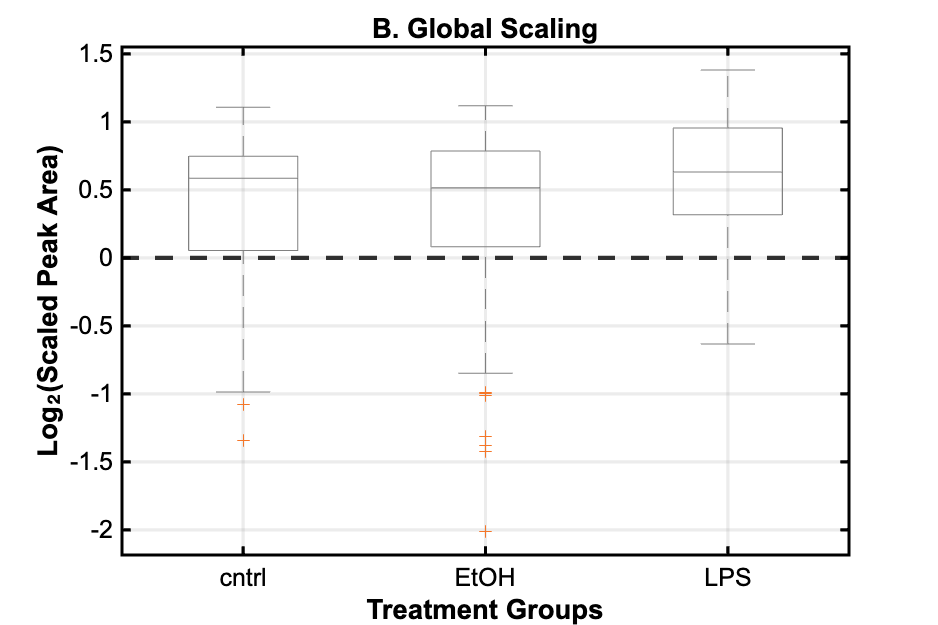 B. Global Scaling
Log₂(Scaled Peak Area)
1.5
1
0.5
0
-0.5
-1
-1.5
-2
cntrl EtOH LPS
Treatment Groups